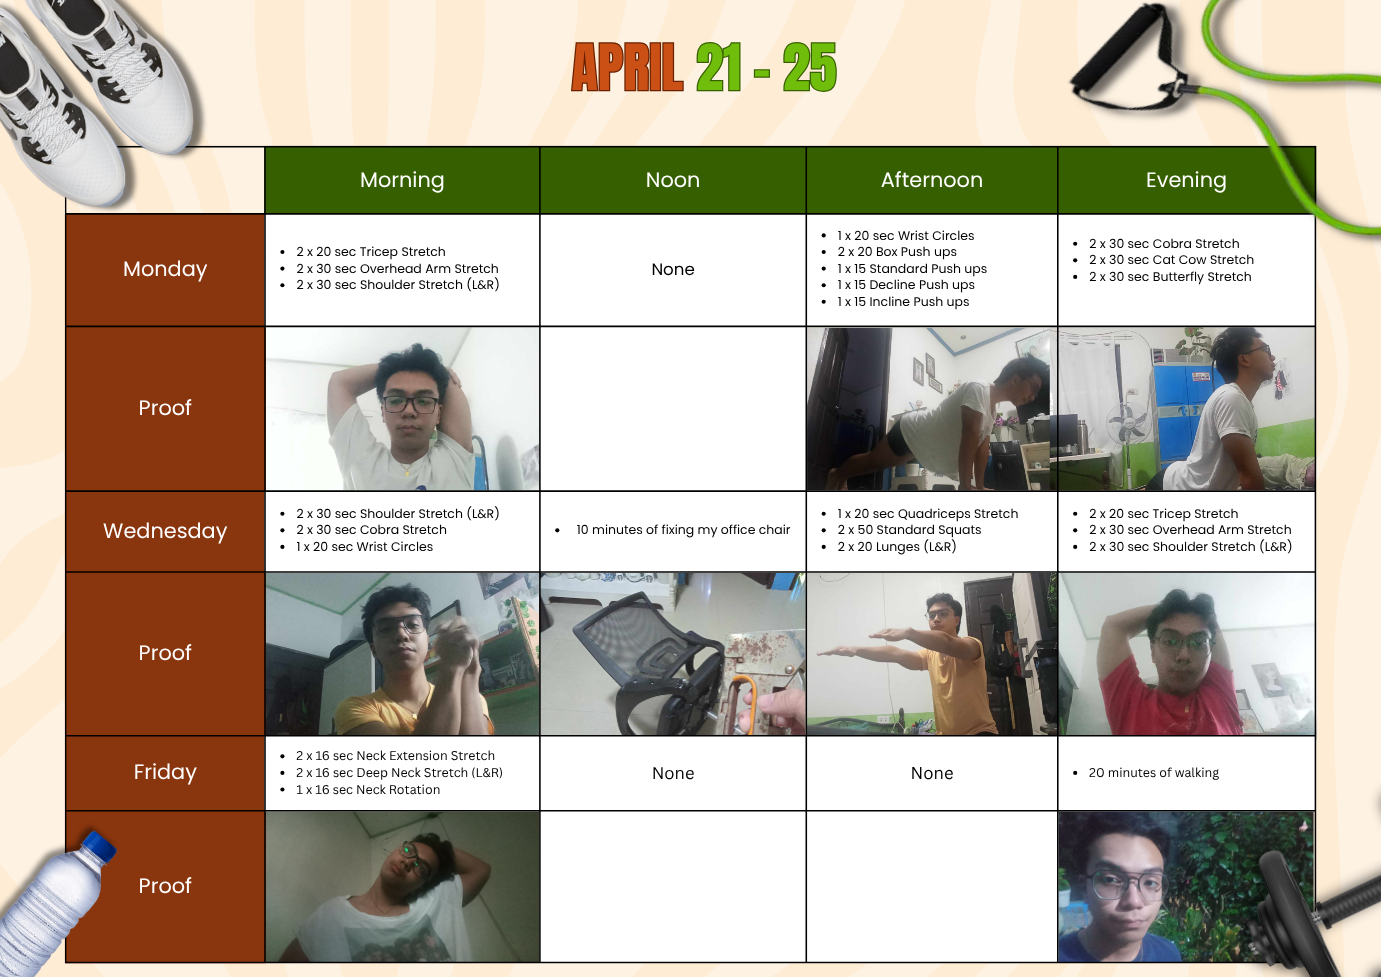 APRIL 21 - 25
Morning
Noon
Afternoon
Evening
Monday
• 2 x 20 sec Tricep Stretch
• 2 x 30 sec Overhead Arm Stretch
• 2 x 30 sec Shoulder Stretch (L&R)
None
• 1 x 20 sec Wrist Circles
• 2 x 20 Box Push ups
• 1 x 15 Standard Push ups
• 1 x 15 Decline Push ups
• 1 x 15 Incline Push ups
• 2 x 30 sec Cobra Stretch
• 2 x 30 sec Cat Cow Stretch
• 2 x 30 sec Butterfly Stretch
Proof
Wednesday
• 2 x 30 sec Shoulder Stretch (L&R)
• 2 x 30 sec Cobra Stretch
• 1 x 20 sec Wrist Circles
• 10 minutes of fixing my office chair
• 1 x 20 sec Quadriceps Stretch
• 2 x 50 Standard Squats
• 2 x 20 Lunges (L&R)
• 2 x 20 sec Tricep Stretch
• 2 x 30 sec Overhead Arm Stretch
• 2 x 30 sec Shoulder Stretch (L&R)
Proof
Friday
• 2 x 16 sec Neck Extension Stretch
• 2 x 16 sec Deep Neck Stretch (L&R)
• 1 x 16 sec Neck Rotation
None
None
• 20 minutes of walking
Proof